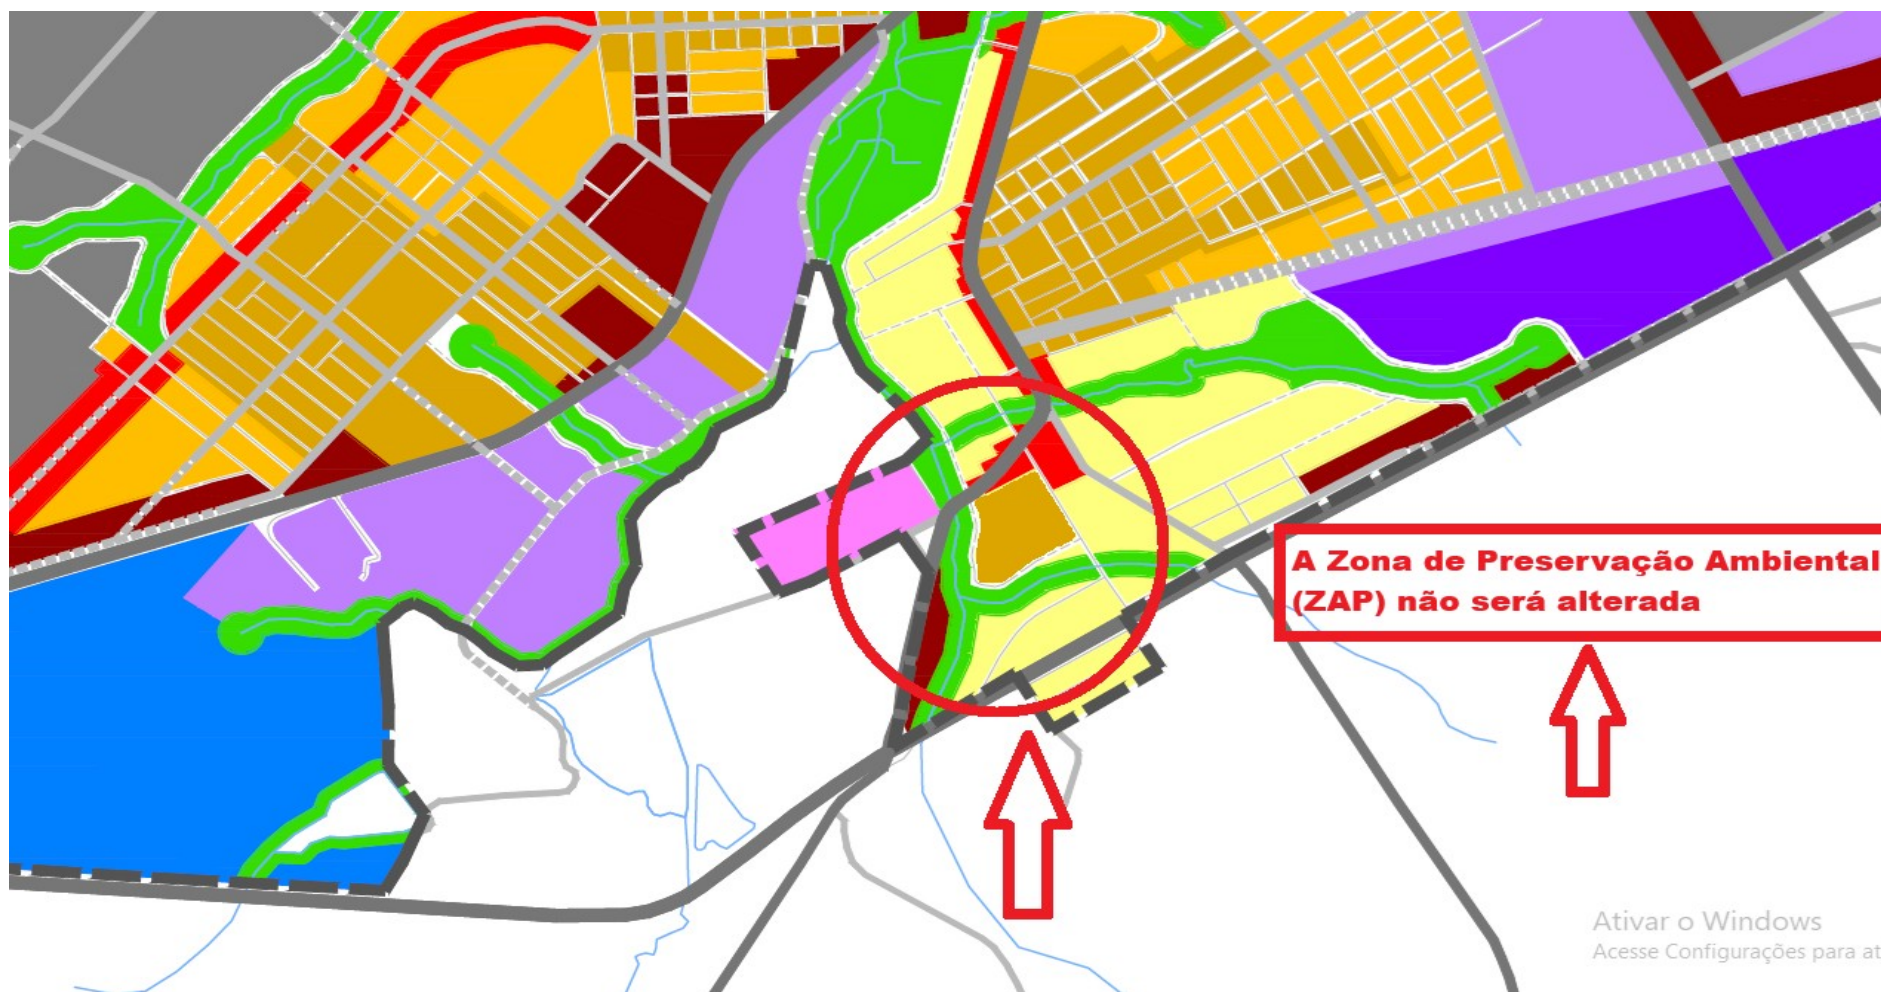 A Zona de Preservação Ambiental
(ZAP) não será alterada
Ativar o Windows
Acesse Configurações para at